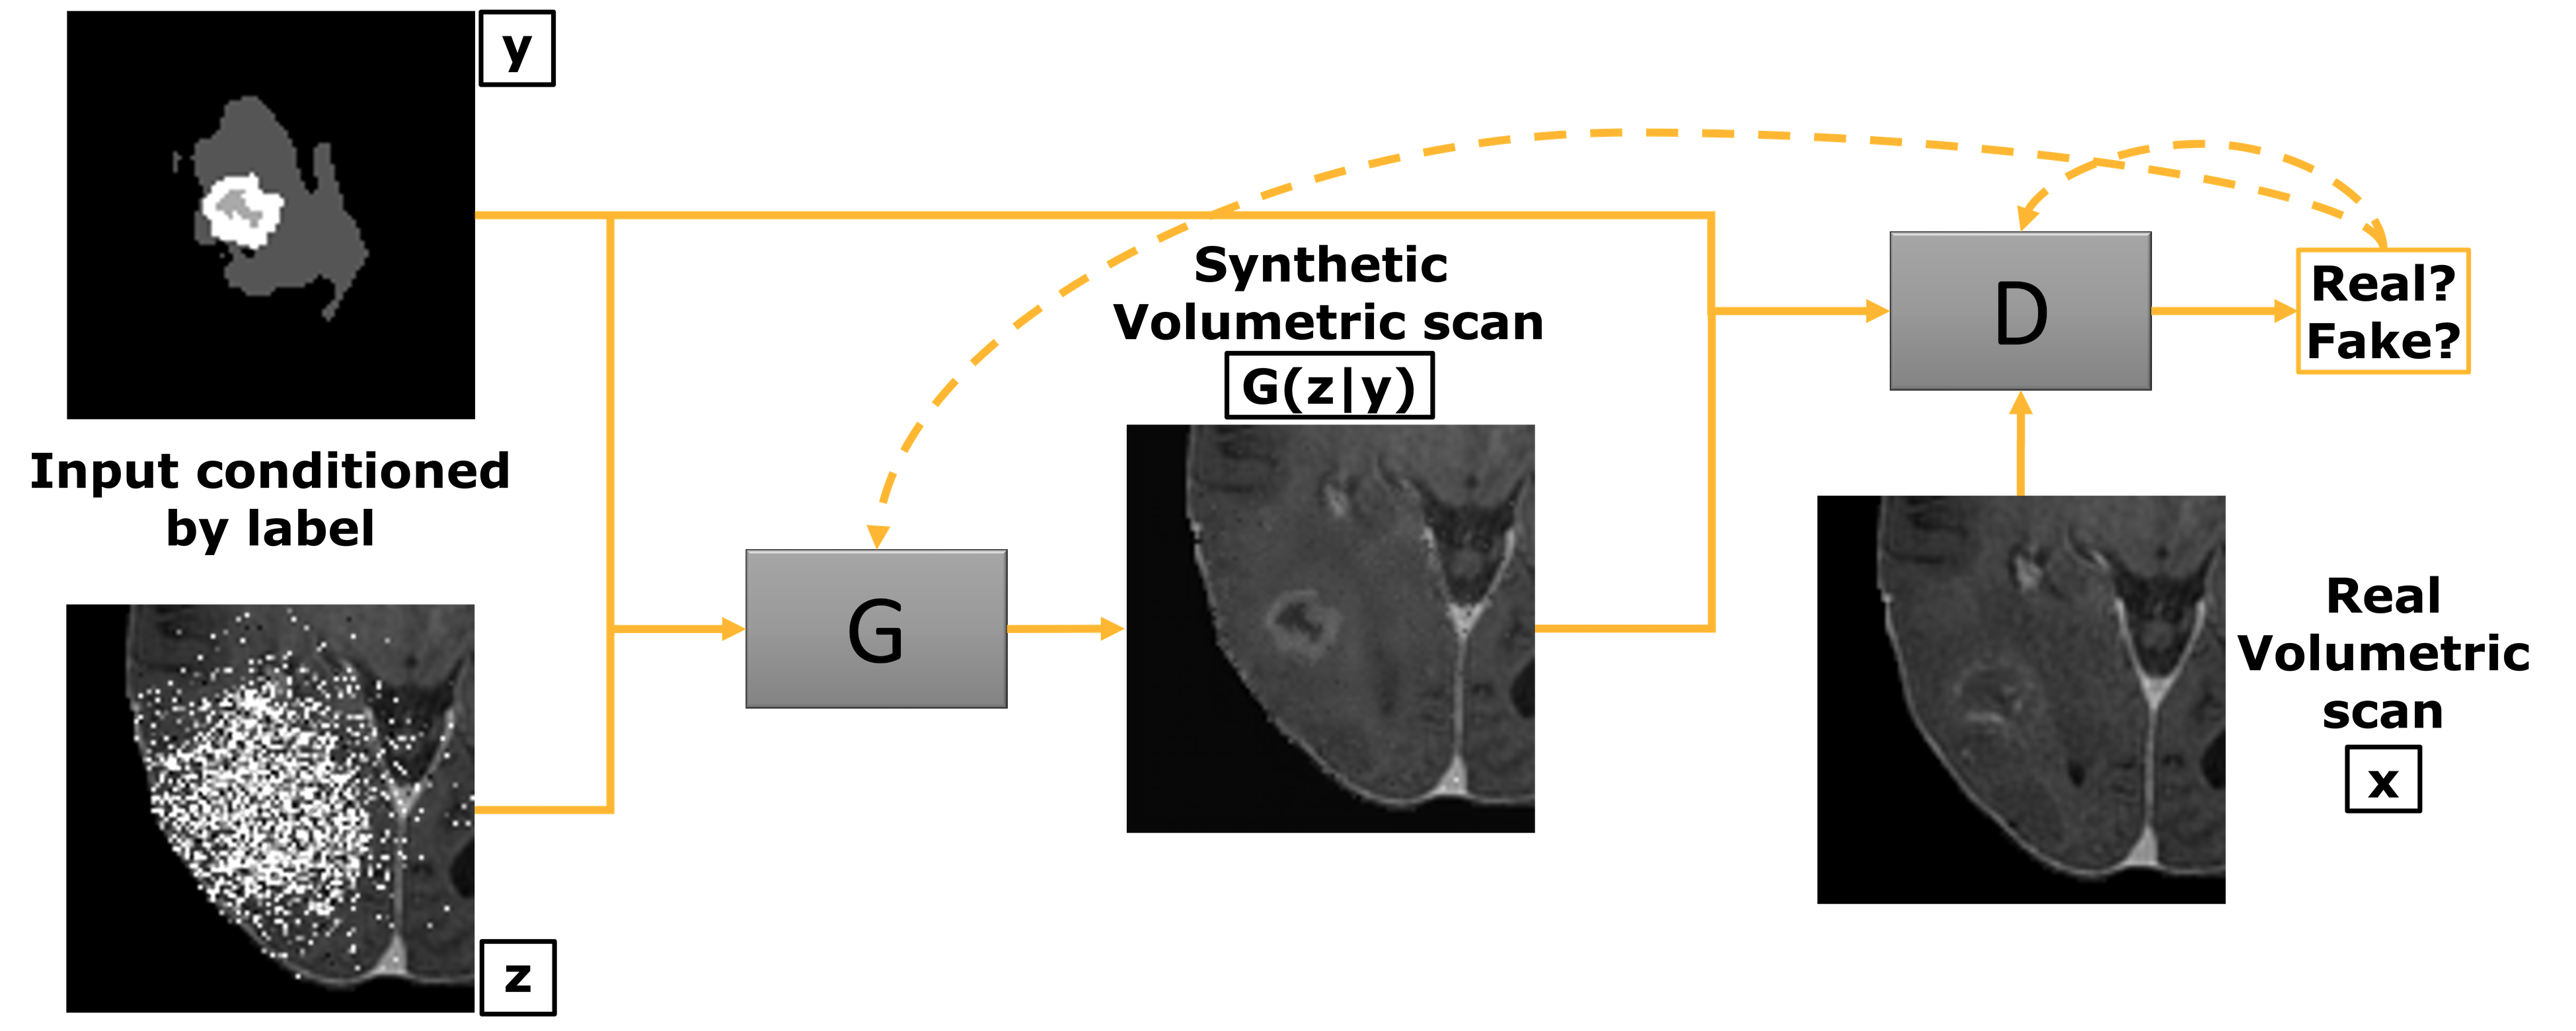 y
Input conditioned
by label
z
G
Synthetic
Volumetric scan
G(z|y)
D
Real?
Fake?
Real
Volumetric
scan
x